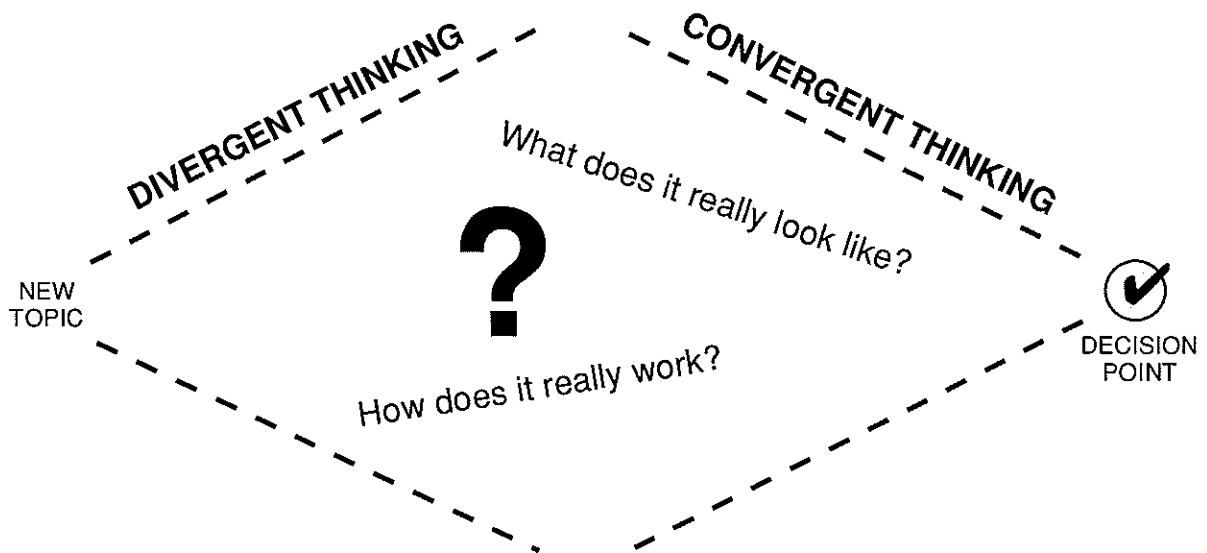 DIVERGENT THINKING
CONVERGENT THINKING
What does it really look like?
?
NEW
TOPIC
How does it really work?
DECISION
POINT